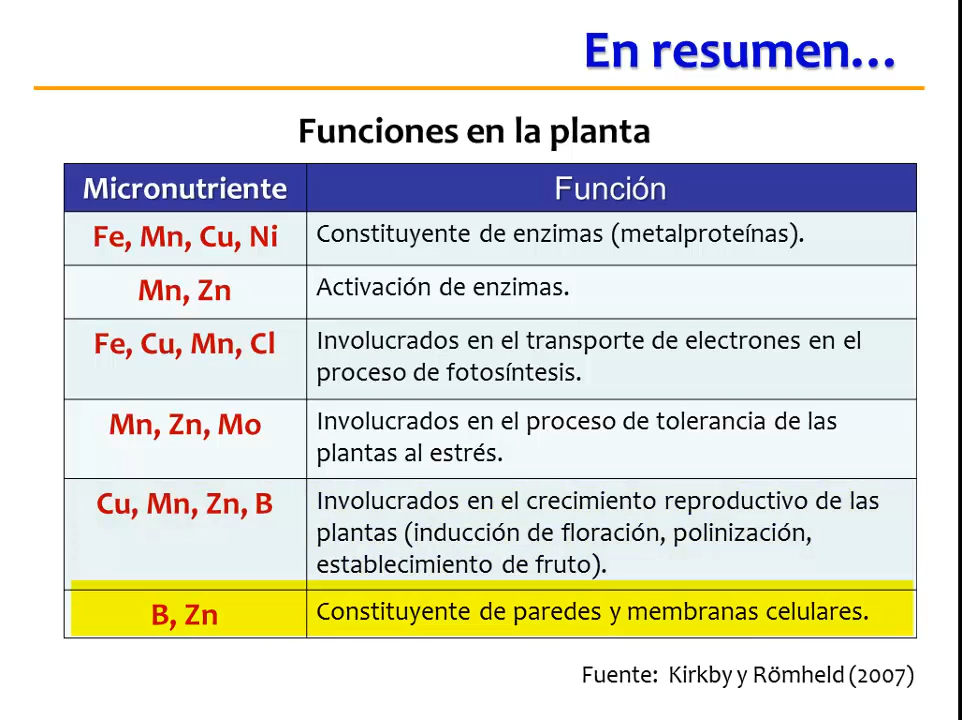 En resumen...
Funciones en la planta
Micronutriente Función
Fe, Mn, Cu, Ni Constituyente de enzimas (metalproteínas).
Mn, Zn Activación de enzimas.
Fe, Cu, Mn, Cl Involucrados en el transporte de electrones en el
proceso de fotosíntesis.
Mn, Zn, Mo Involucrados en el proceso de tolerancia de las
plantas al estrés.
Cu, Mn, Zn, B Involucrados en el crecimiento reproductivo de las
plantas (inducción de floración, polinización,
establecimiento de fruto).
B, Zn Constituyente de paredes y membranas celulares.
Fuente: Kirkby y Römheld (2007)